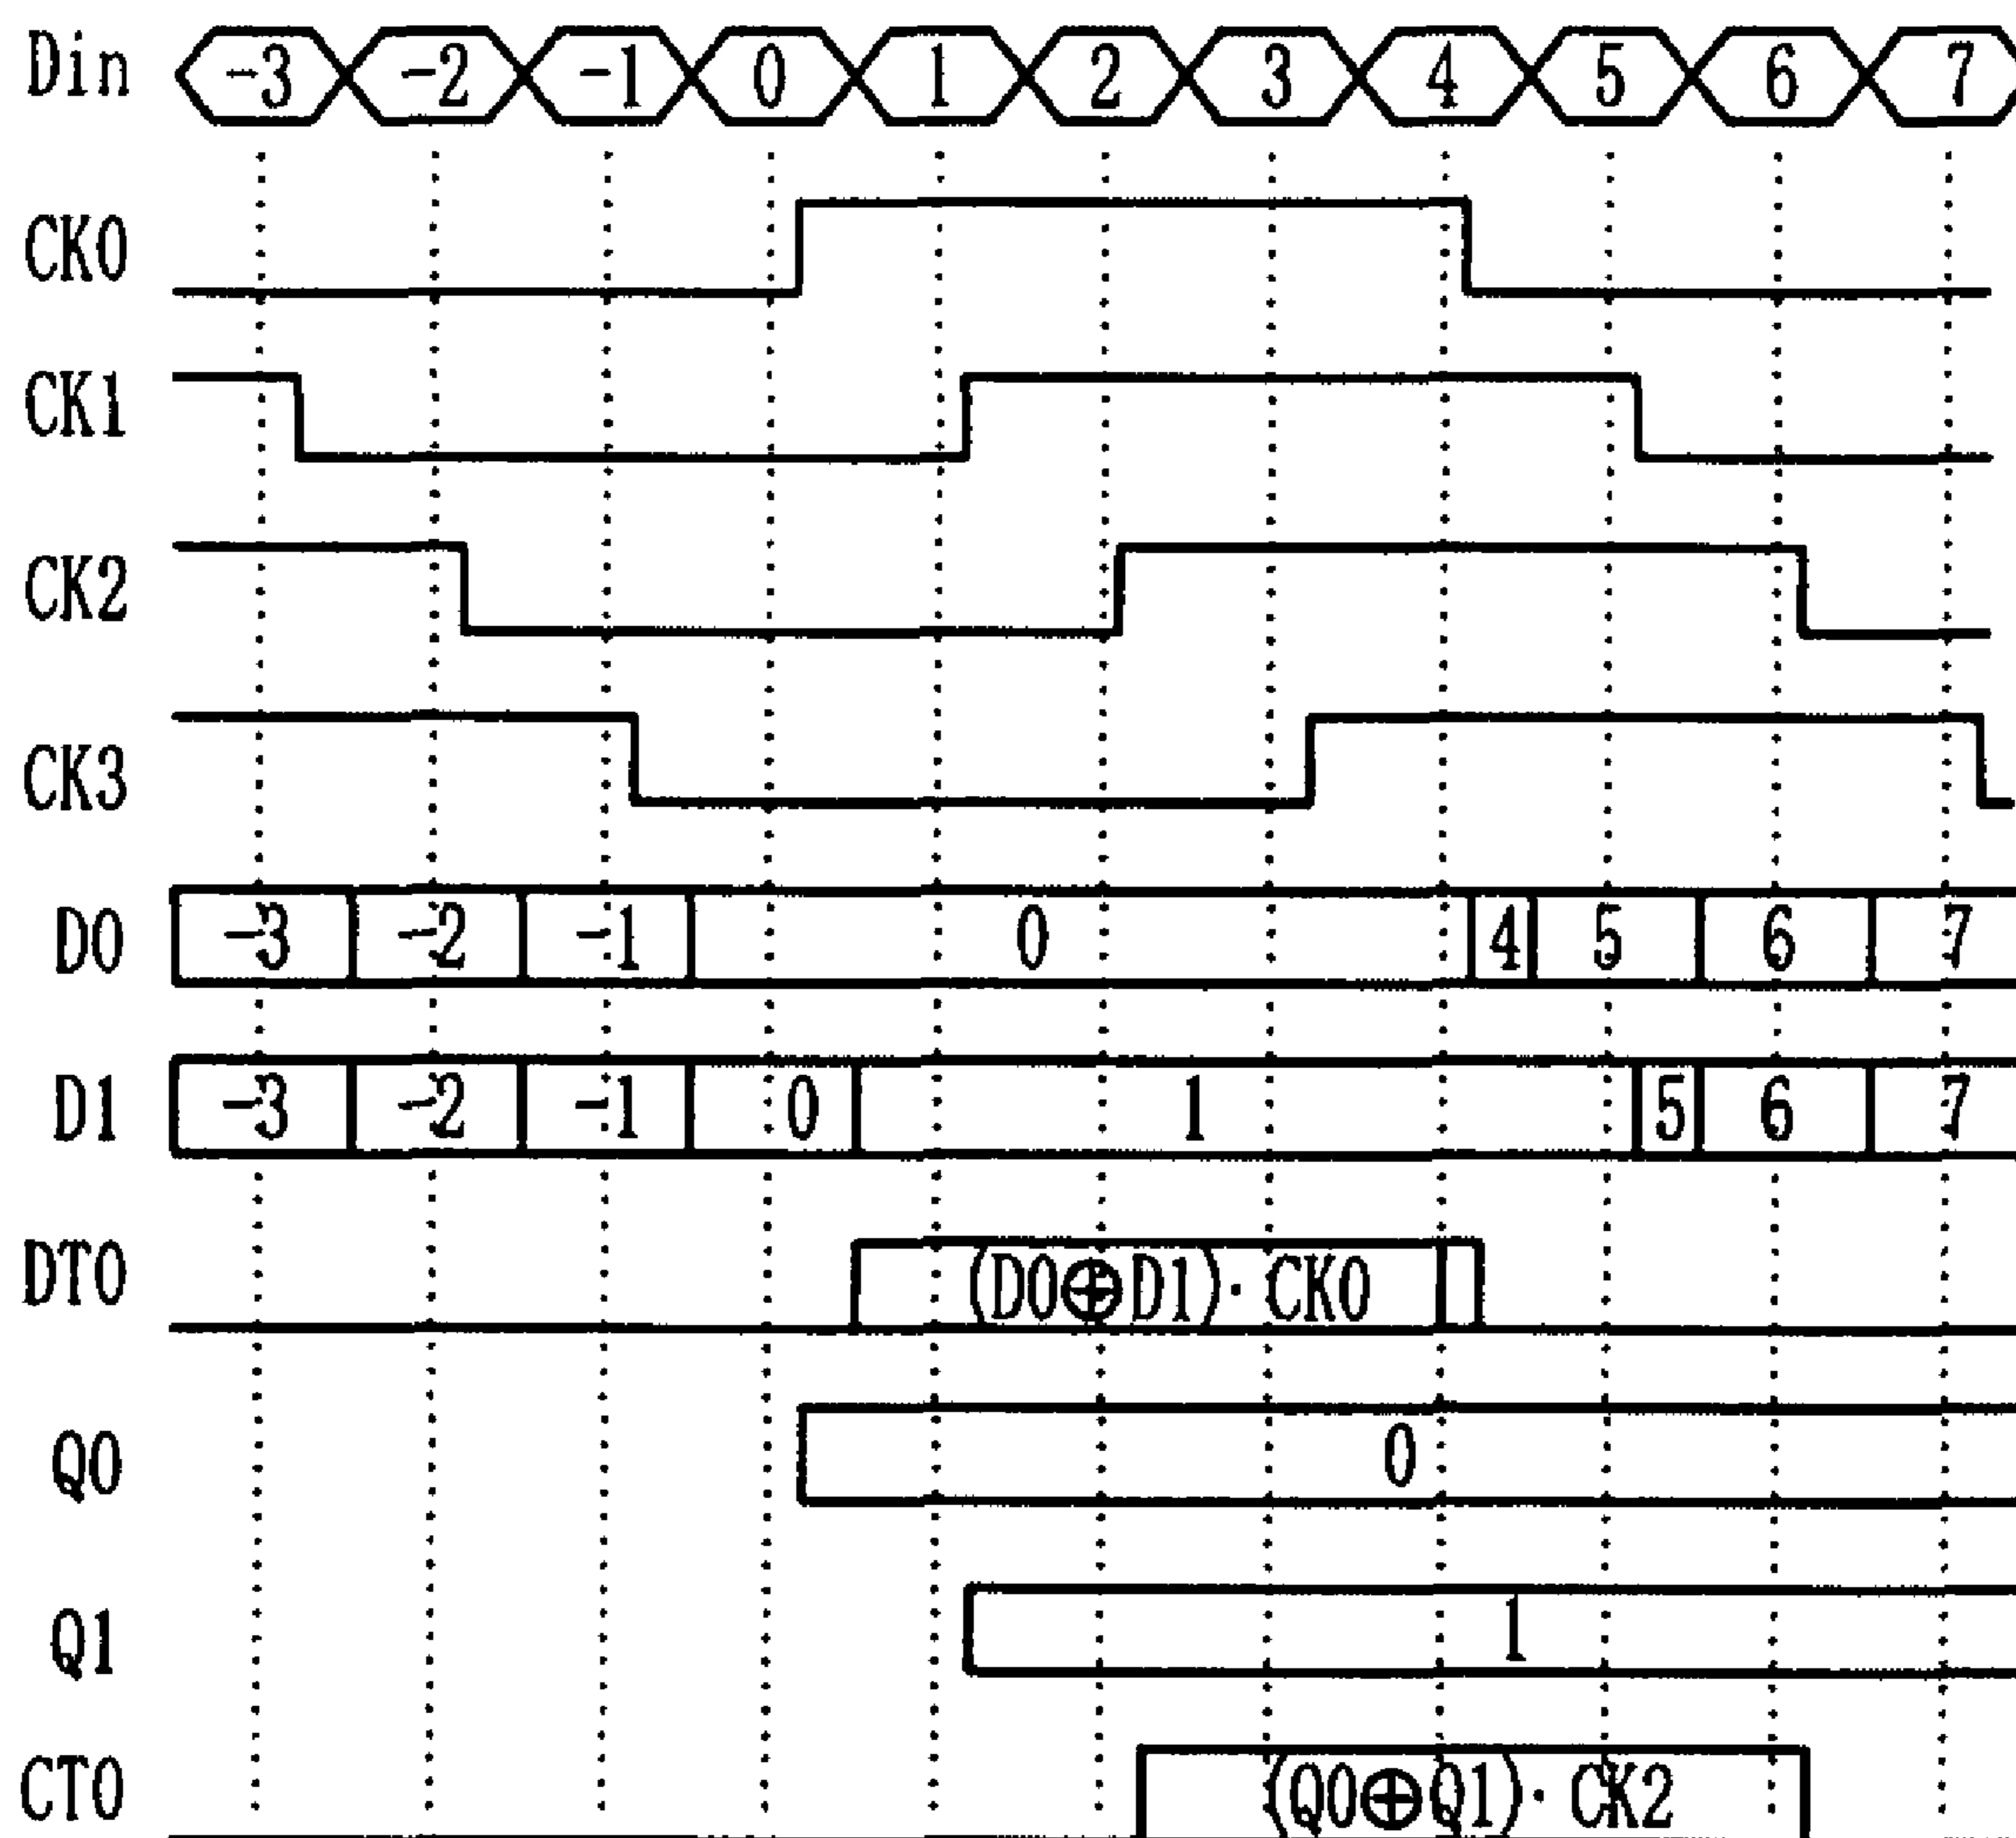 Din -3 -2 -1 0 1 2 3 4 5 6 7
CK0
CK1
CK2
CK3
D0 -3 -2 -1 0 4 5 6 7
D1 -3 -2 -1 0 1 5 6 7
DT0 (D0⊕D1)· CK0
Q0 0
Q1 1
CT0 (Q0⊕Q1)· CK2